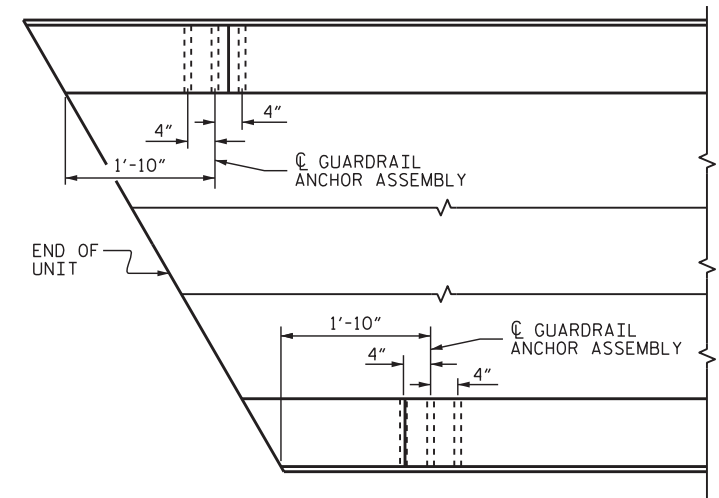 4"
4"
1'-10"
℄ GUARDRAIL
ANCHOR ASSEMBLY
END OF
UNIT
1'-10"
℄ GUARDRAIL
ANCHOR ASSEMBLY
4"
4"